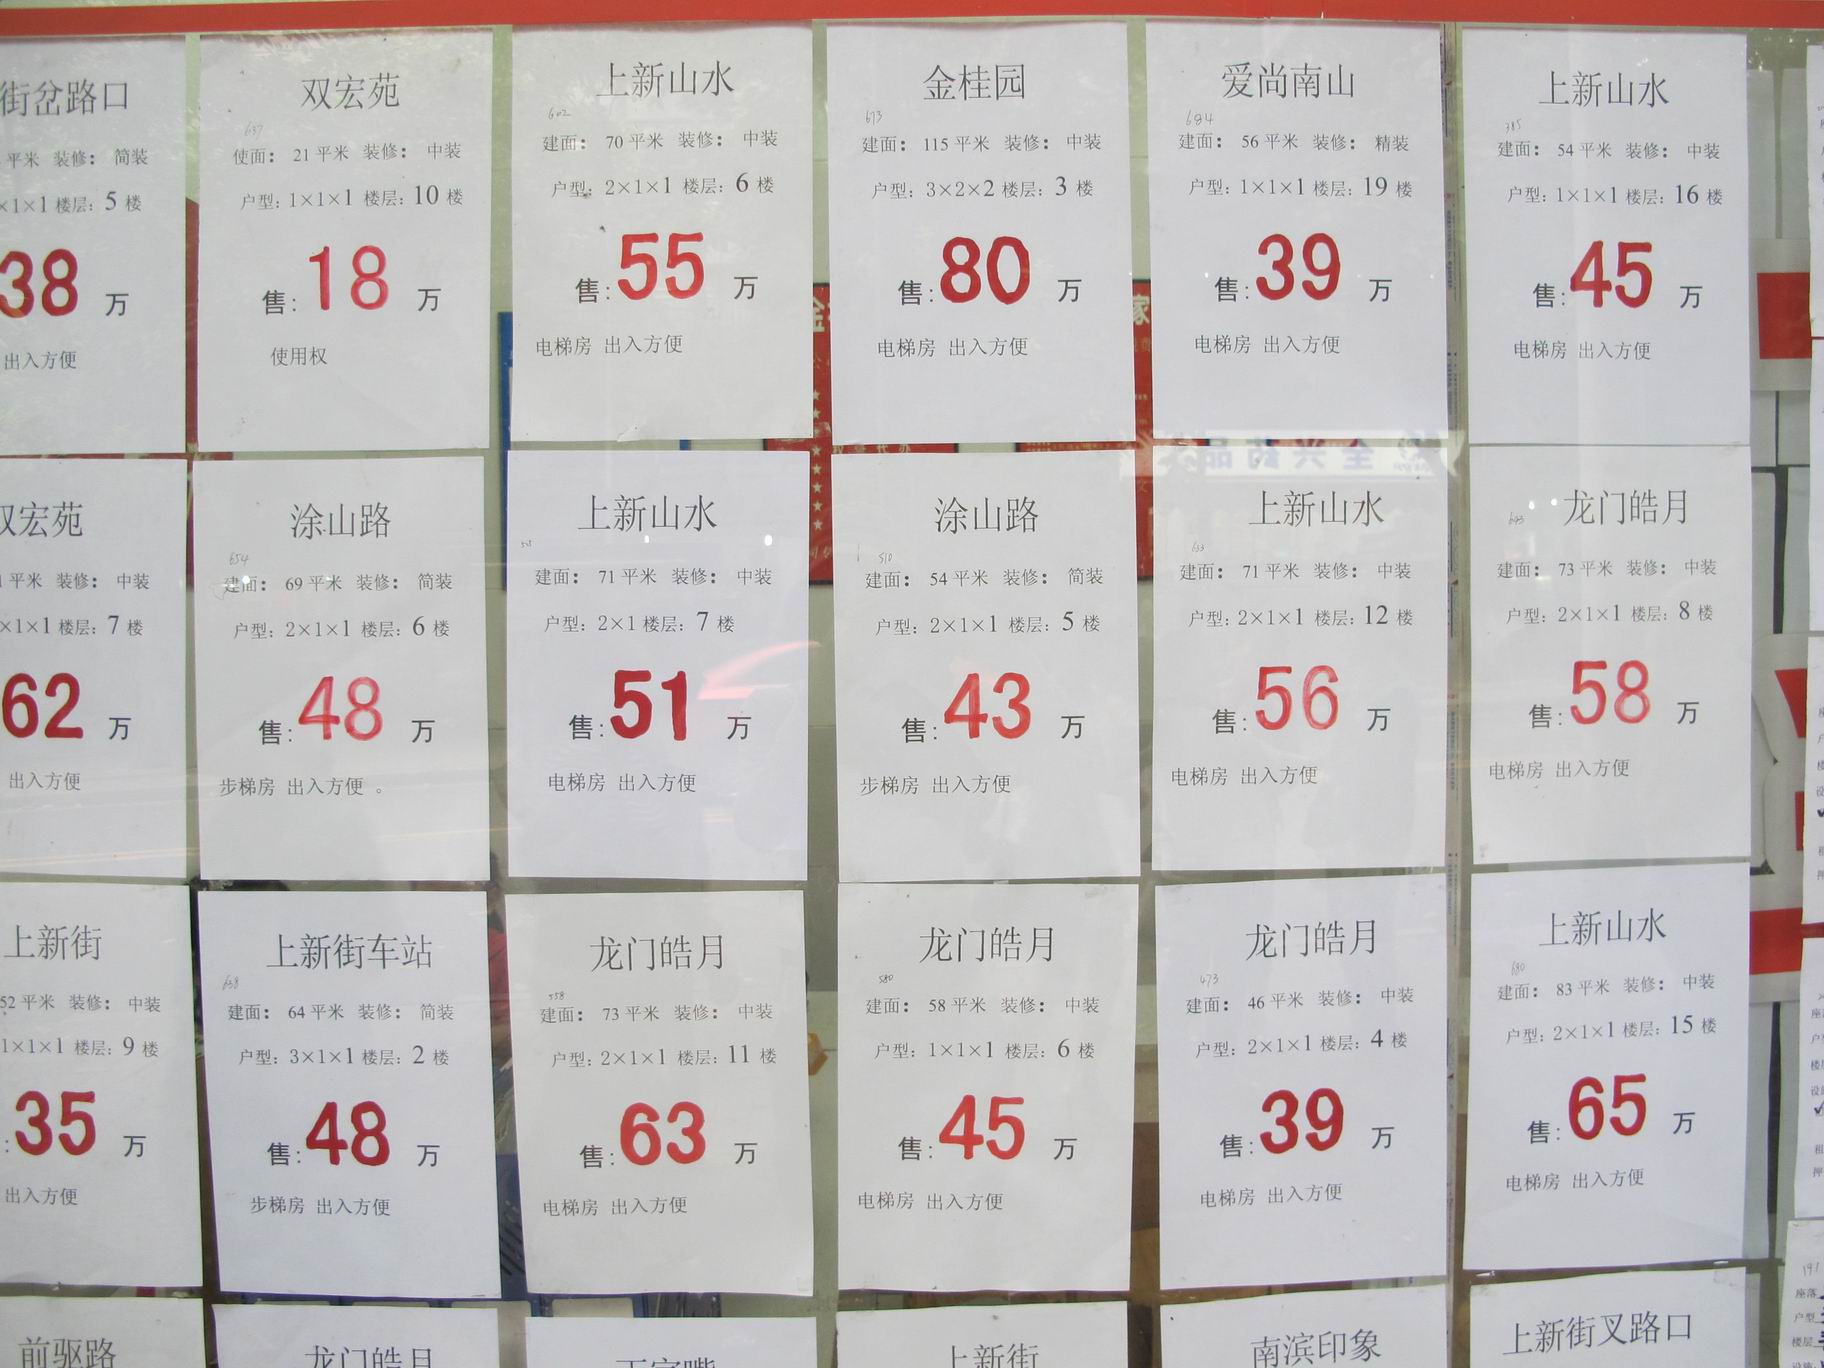 街岔路口
平米 装修： 简装
×1×1 楼层：5 楼
38 万
出入方便
双宏苑
637
使面： 21 平米 装修： 中装
户型：1×1×1 楼层：10 楼
售：18 万
使用权
上新山水
602
建面： 70 平米 装修： 中装
户型：2×1×1 楼层：6 楼
售：55 万
电梯房 出入方便
金桂园
673
建面： 115 平米 装修： 中装
户型：3×2×2 楼层：3 楼
售：80 万
电梯房 出入方便
爱尚南山
684
建面： 56 平米 装修： 精装
户型：1×1×1 楼层：19 楼
售：39 万
电梯房 出入方便
上新山水
385
建面： 54 平米 装修： 中装
户型：1×1×1 楼层：16 楼
售：45 万
电梯房 出入方便
双宏苑
平米 装修： 中装
×1×1 楼层：7 楼
62 万
出入方便
涂山路
654
建面： 69 平米 装修： 简装
户型：2×1×1 楼层：6 楼
售：48 万
步梯房 出入方便 。
上新山水
建面： 71 平米 装修： 中装
户型：2×1 楼层：7 楼
售：51 万
电梯房 出入方便
涂山路
510
建面： 54 平米 装修： 简装
户型：2×1×1 楼层：5 楼
售：43 万
步梯房 出入方便
上新山水
633
建面： 71 平米 装修： 中装
户型：2×1×1 楼层：12 楼
售：56 万
电梯房 出入方便
龙门皓月
建面： 73 平米 装修： 中装
户型：2×1×1 楼层：8 楼
售：58 万
电梯房 出入方便
上新街
52 平米 装修： 中装
1×1×1 楼层：9 楼
：35 万
出入方便
上新街车站
638
建面： 64 平米 装修： 简装
户型：3×1×1 楼层：2 楼
售：48 万
步梯房 出入方便
龙门皓月
558
建面： 73 平米 装修： 中装
户型：2×1×1 楼层：11 楼
售：63 万
电梯房 出入方便
龙门皓月
580
建面： 58 平米 装修： 中装
户型：1×1×1 楼层：6 楼
售：45 万
电梯房 出入方便
龙门皓月
473
建面： 46 平米 装修： 中装
户型：2×1×1 楼层：4 楼
售：39 万
电梯房 出入方便
上新山水
680
建面： 83 平米 装修： 中装
户型：2×1×1 楼层：15 楼
售：65 万
电梯房 出入方便
前驱路
龙门皓月
上新街
南滨印象
上新街叉路口
191
座落
户型
楼层
全兴药品